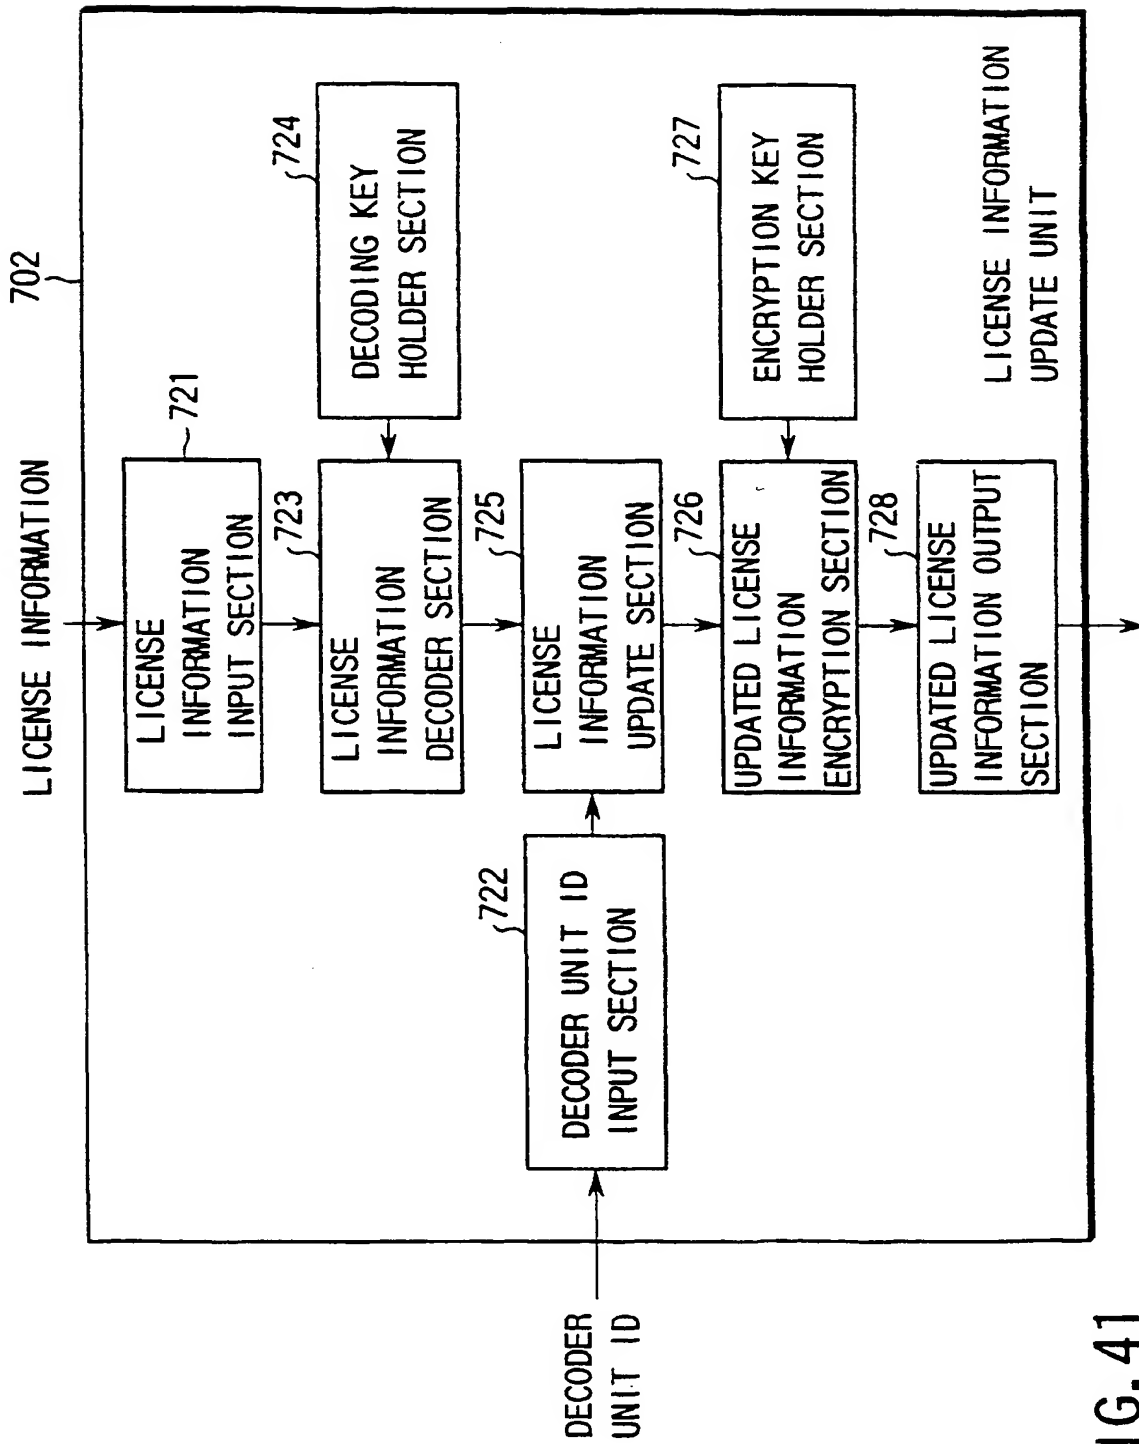 LICENSE INFORMATION
702
LICENSE
INFORMATION
INPUT SECTION
721
LICENSE
INFORMATION
DECODER SECTION
723
DECODING KEY
HOLDER SECTION
724
DECODER
UNIT ID
DECODER UNIT ID
INPUT SECTION
722
LICENSE
INFORMATION
UPDATE SECTION
725
UPDATED LICENSE
INFORMATION
ENCRYPTION SECTION
726
ENCRYPTION KEY
HOLDER SECTION
727
UPDATED LICENSE
INFORMATION OUTPUT
SECTION
728
LICENSE INFORMATION
UPDATE UNIT
IG. 41